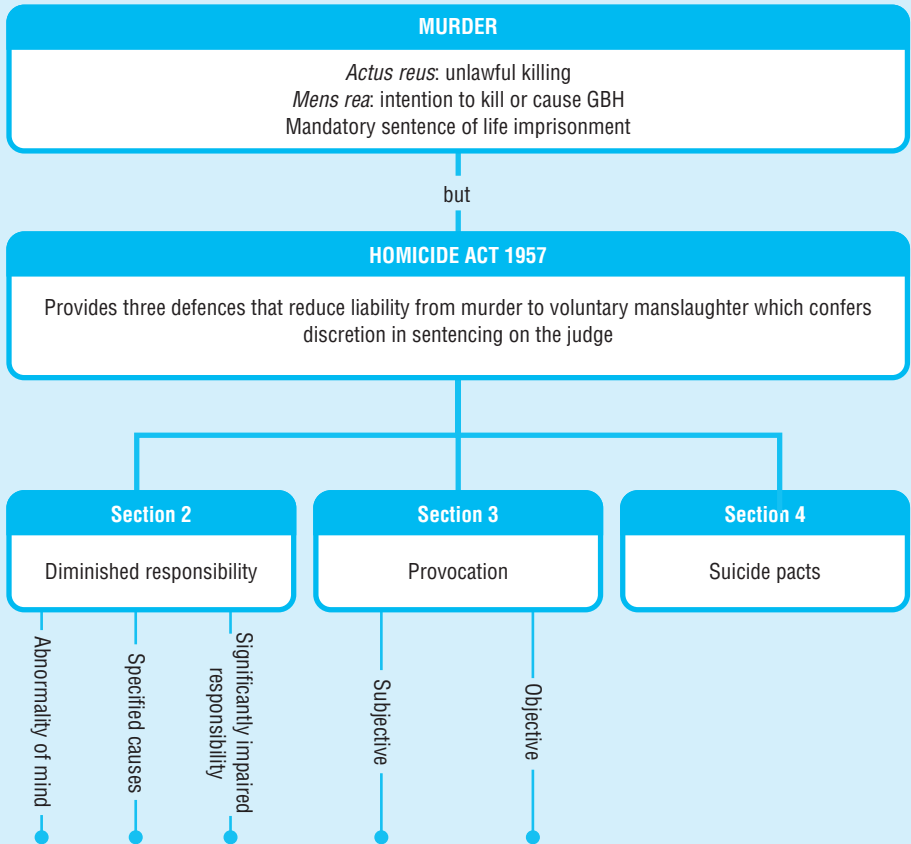 MURDER
Actus reus: unlawful killing
Mens rea: intention to kill or cause GBH
Mandatory sentence of life imprisonment
but
HOMICIDE ACT 1957
Provides three defences that reduce liability from murder to voluntary manslaughter which confers
discretion in sentencing on the judge
Section 2
Diminished responsibility
Abnormality of mind
Specified causes
Significantly impaired
responsibility
Section 3
Provocation
Subjective
Objective
Section 4
Suicide pacts